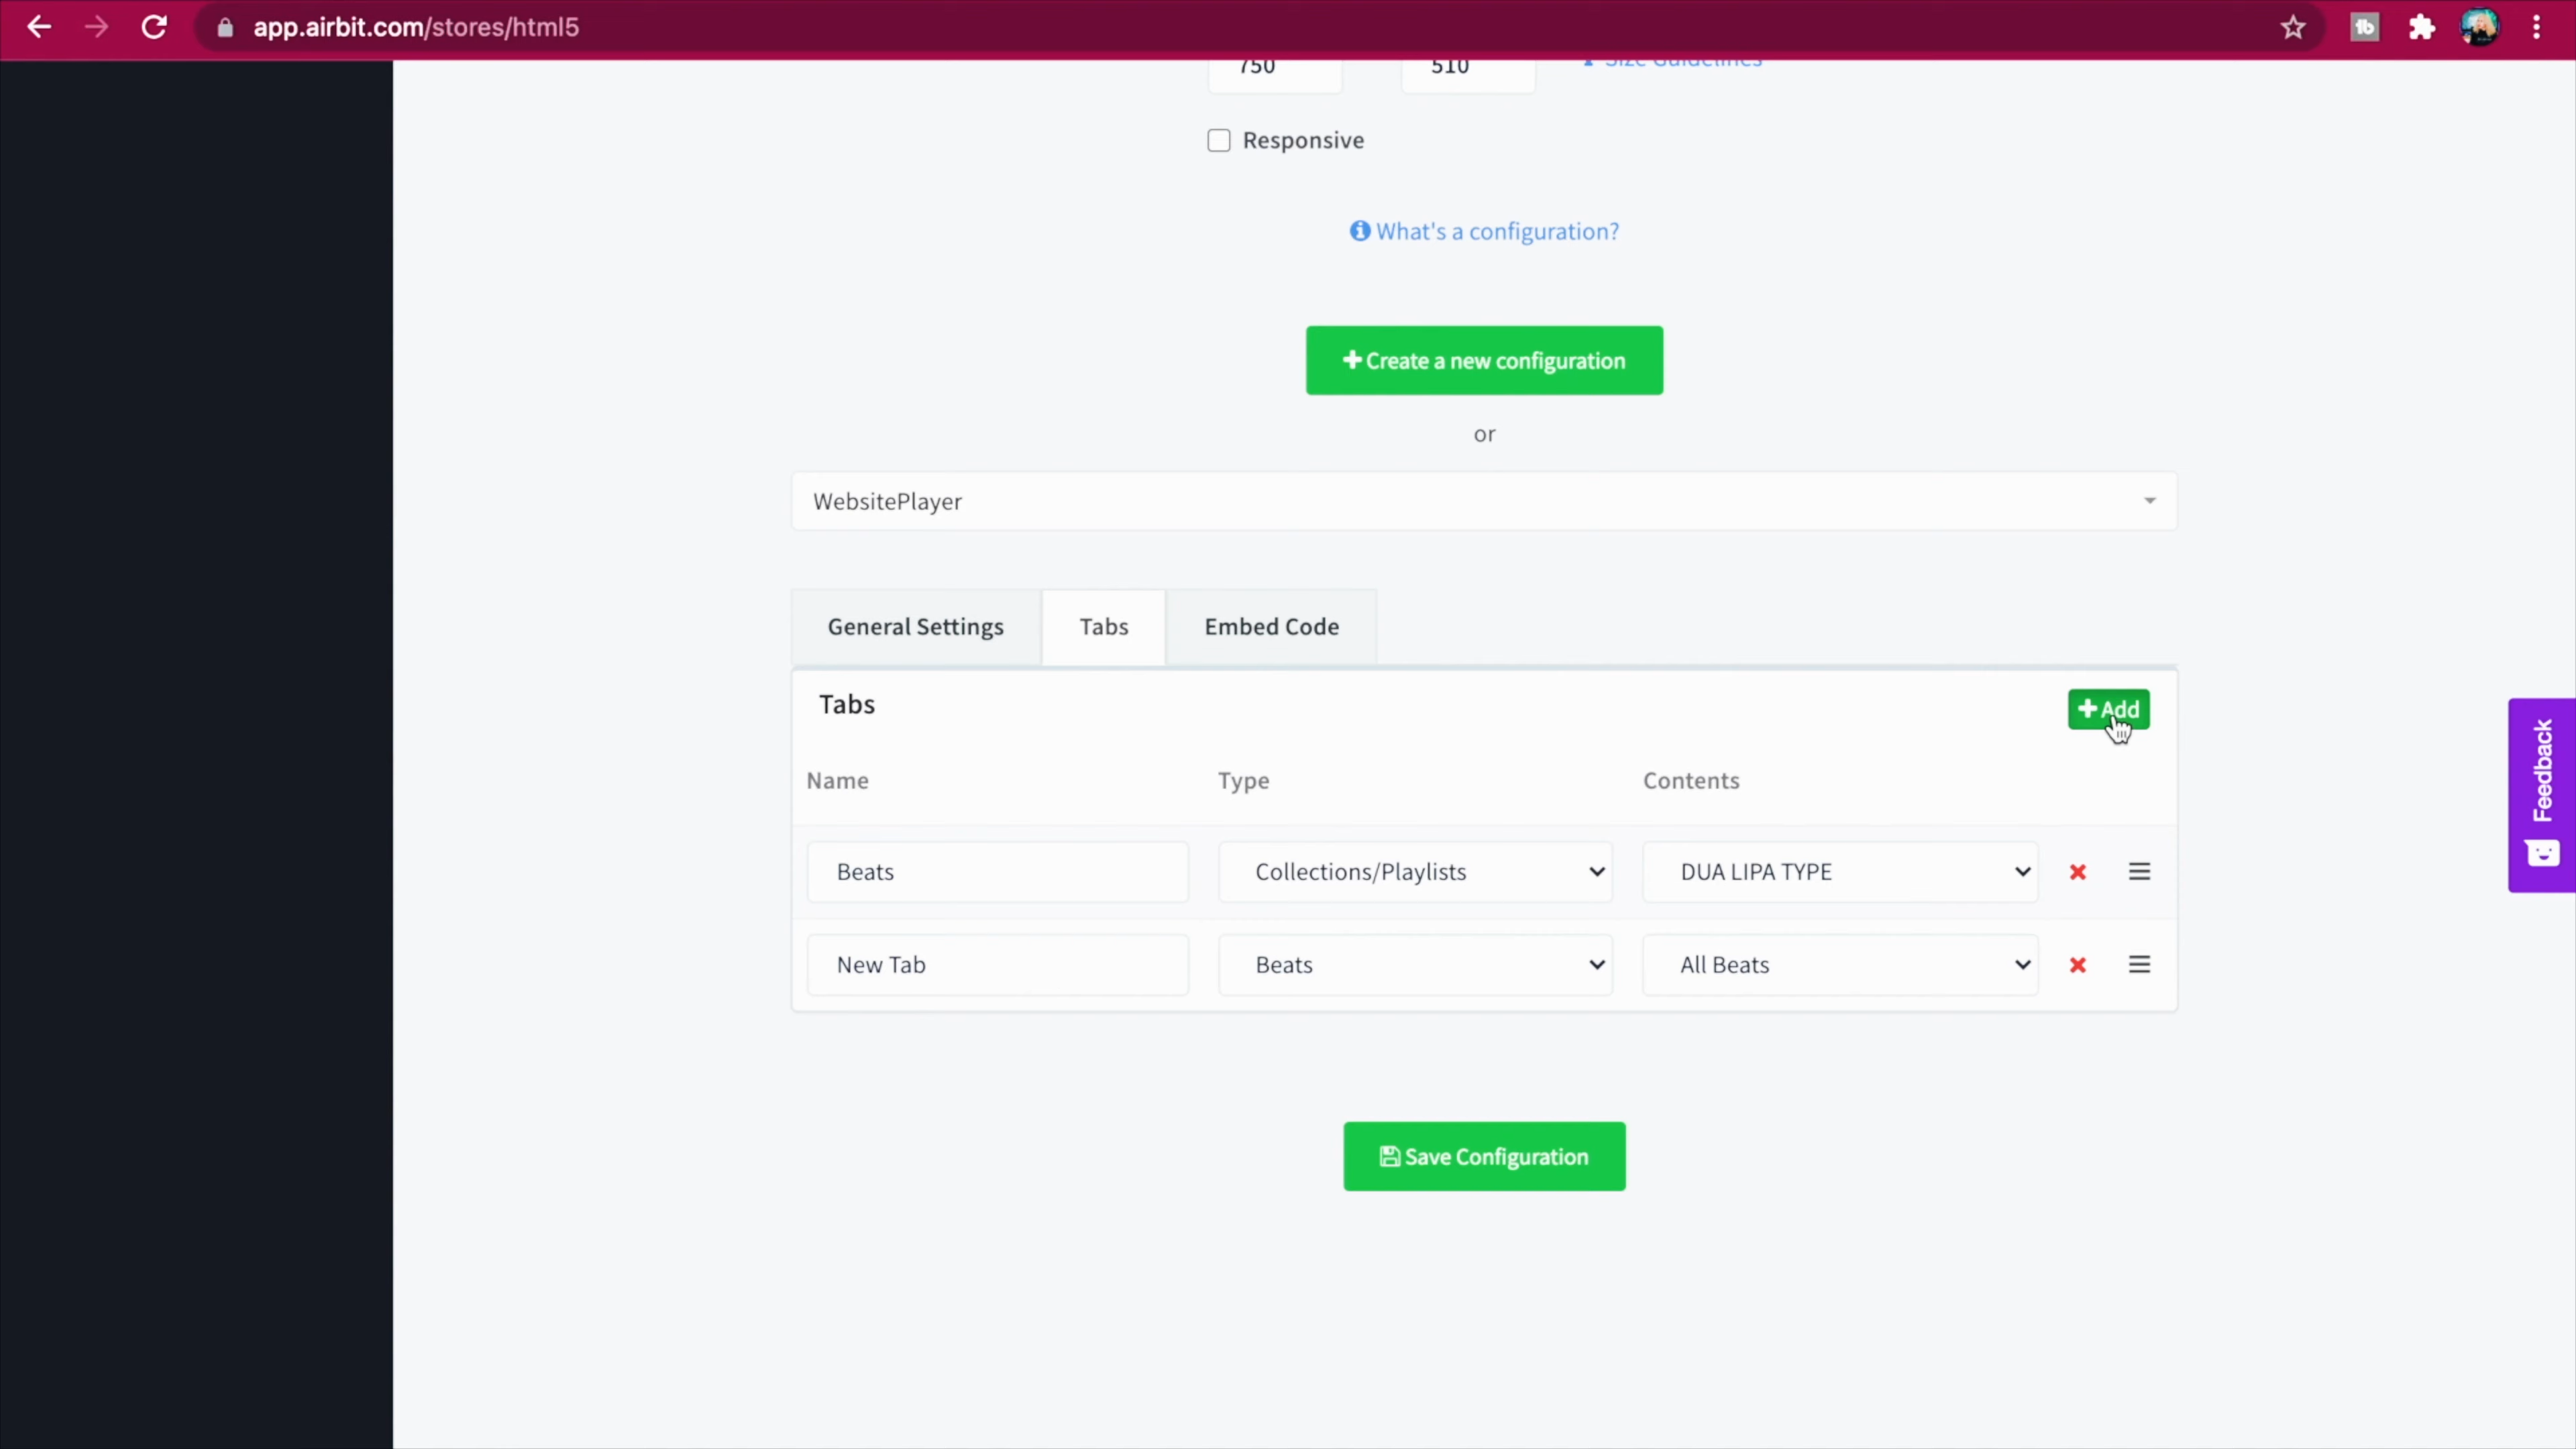 app.airbit.com/stores/html5
750
510
Size Guidelines
Responsive
What's a configuration?
Create a new configuration
or
WebsitePlayer
General Settings
Tabs
Embed Code
Tabs
Add
Name
Type
Contents
Beats
Collections/Playlists
DUA LIPA TYPE
New Tab
Beats
All Beats
Save Configuration
Feedback